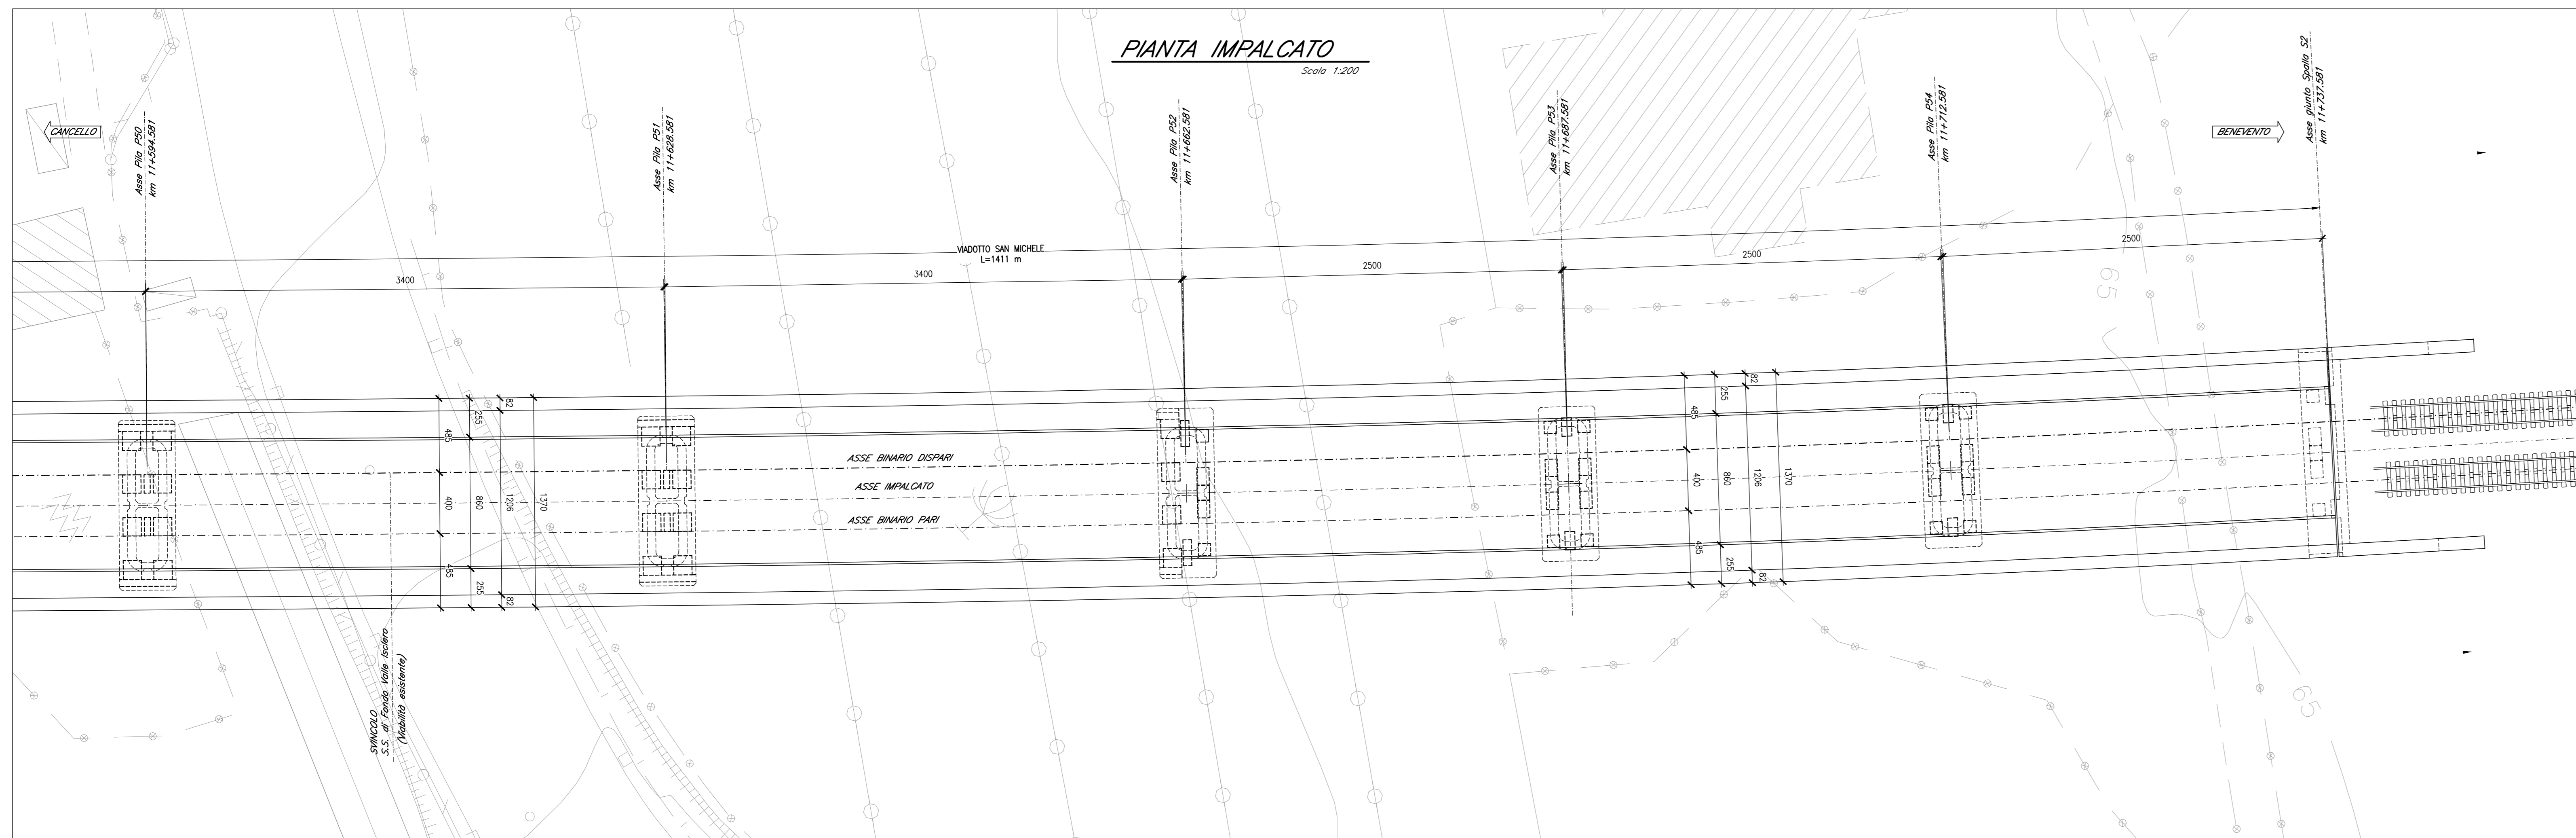 PIANTA IMPALCATO
Scala 1:200
CANCELLO
Asse Pila P50
km 11+594.581
Asse Pila P51
km 11+628.581
Asse Pila P52
km 11+662.581
Asse Pila P53
km 11+687.581
Asse Pila P54
km 11+712.581
BENEVENTO
Asse giunto Spalla S2
km 11+737.581
VIADOTTO SAN MICHELE
L=1411 m
3400
3400
2500
2500
2500
95
82
255
485
400
860
1206
1370
485
255
82
ASSE BINARIO DISPARI
ASSE IMPALCATO
ASSE BINARIO PARI
82
255
485
400
860
1206
1370
485
255
82
SVINCOLO
S.S. di Fondo Valle Isclero
(Viabilità esistente)
65